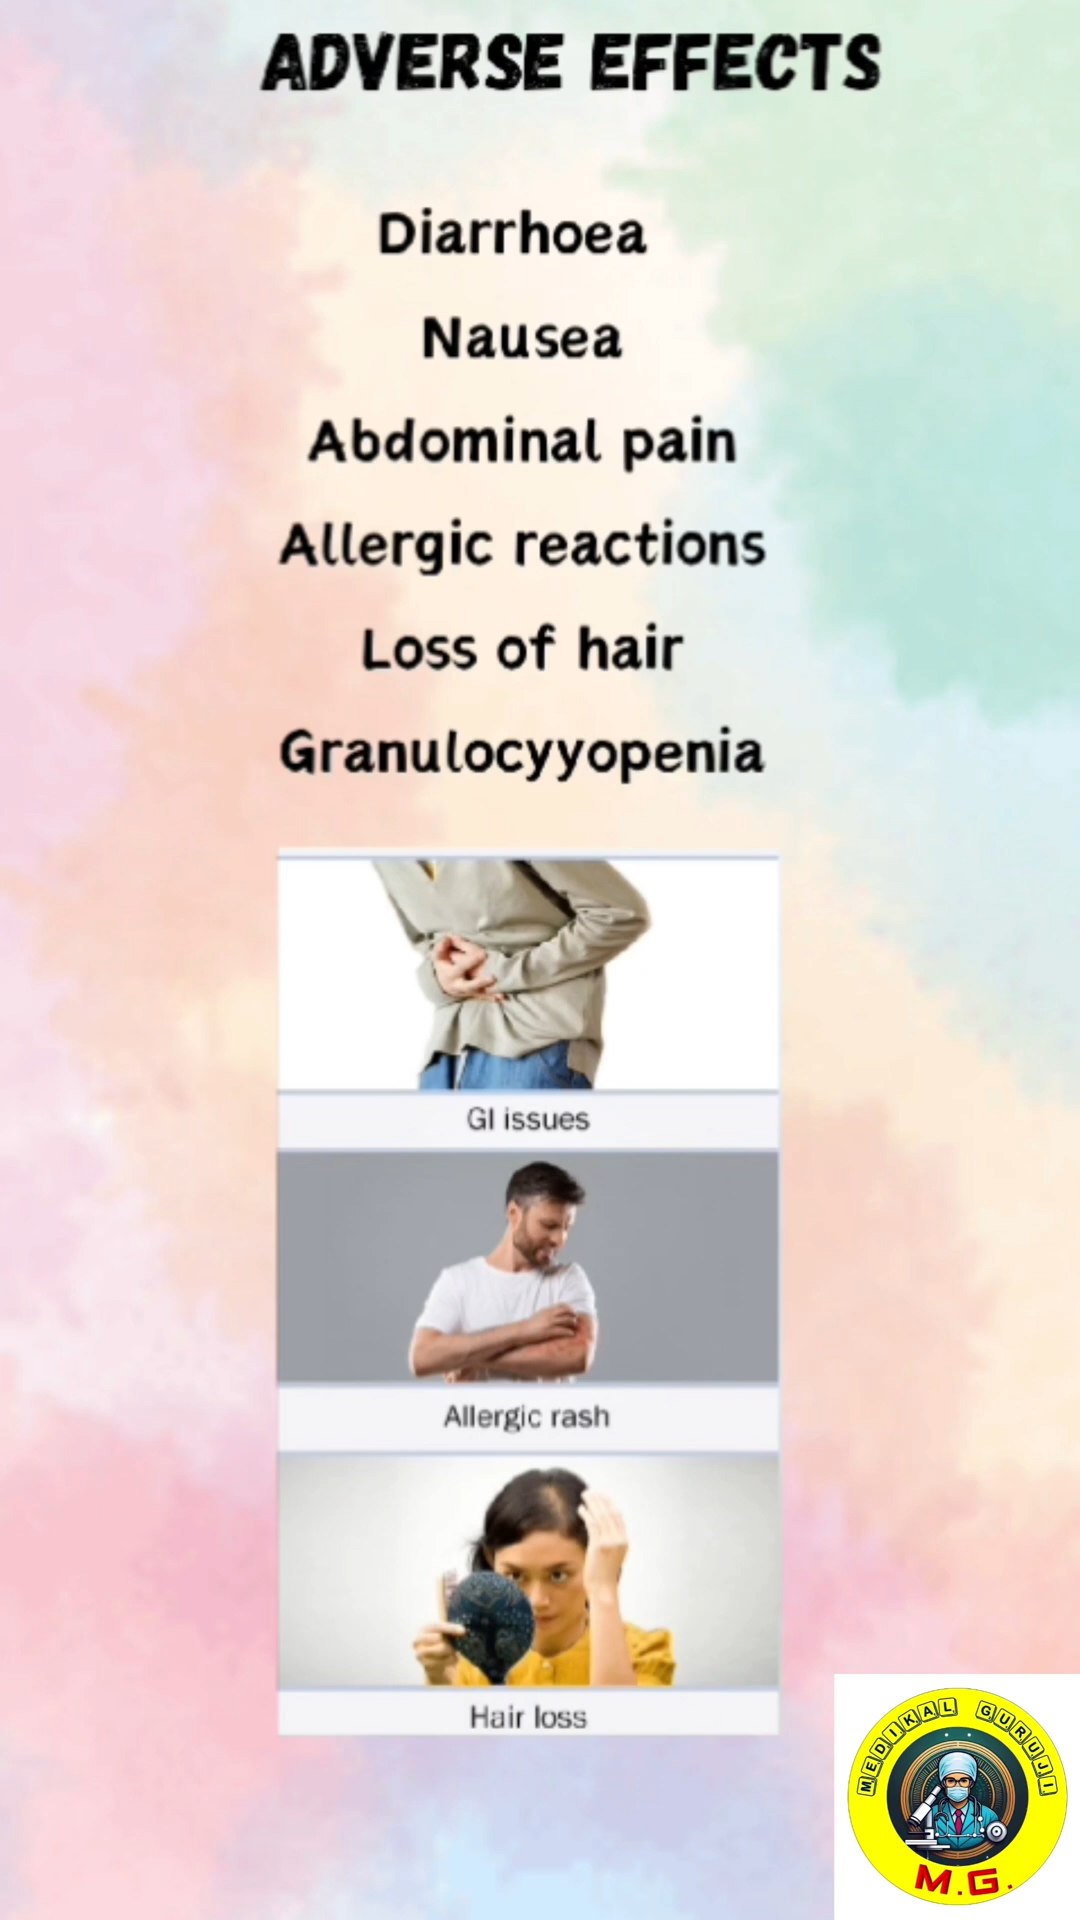 ADVERSE EFFECTS
Diarrhoea
Nausea
Abdominal pain
Allergic reactions
Loss of hair
Granulocyyopenia
GI issues
Allergic rash
Hair loss
MEDIKAL GURUJI
M.G.